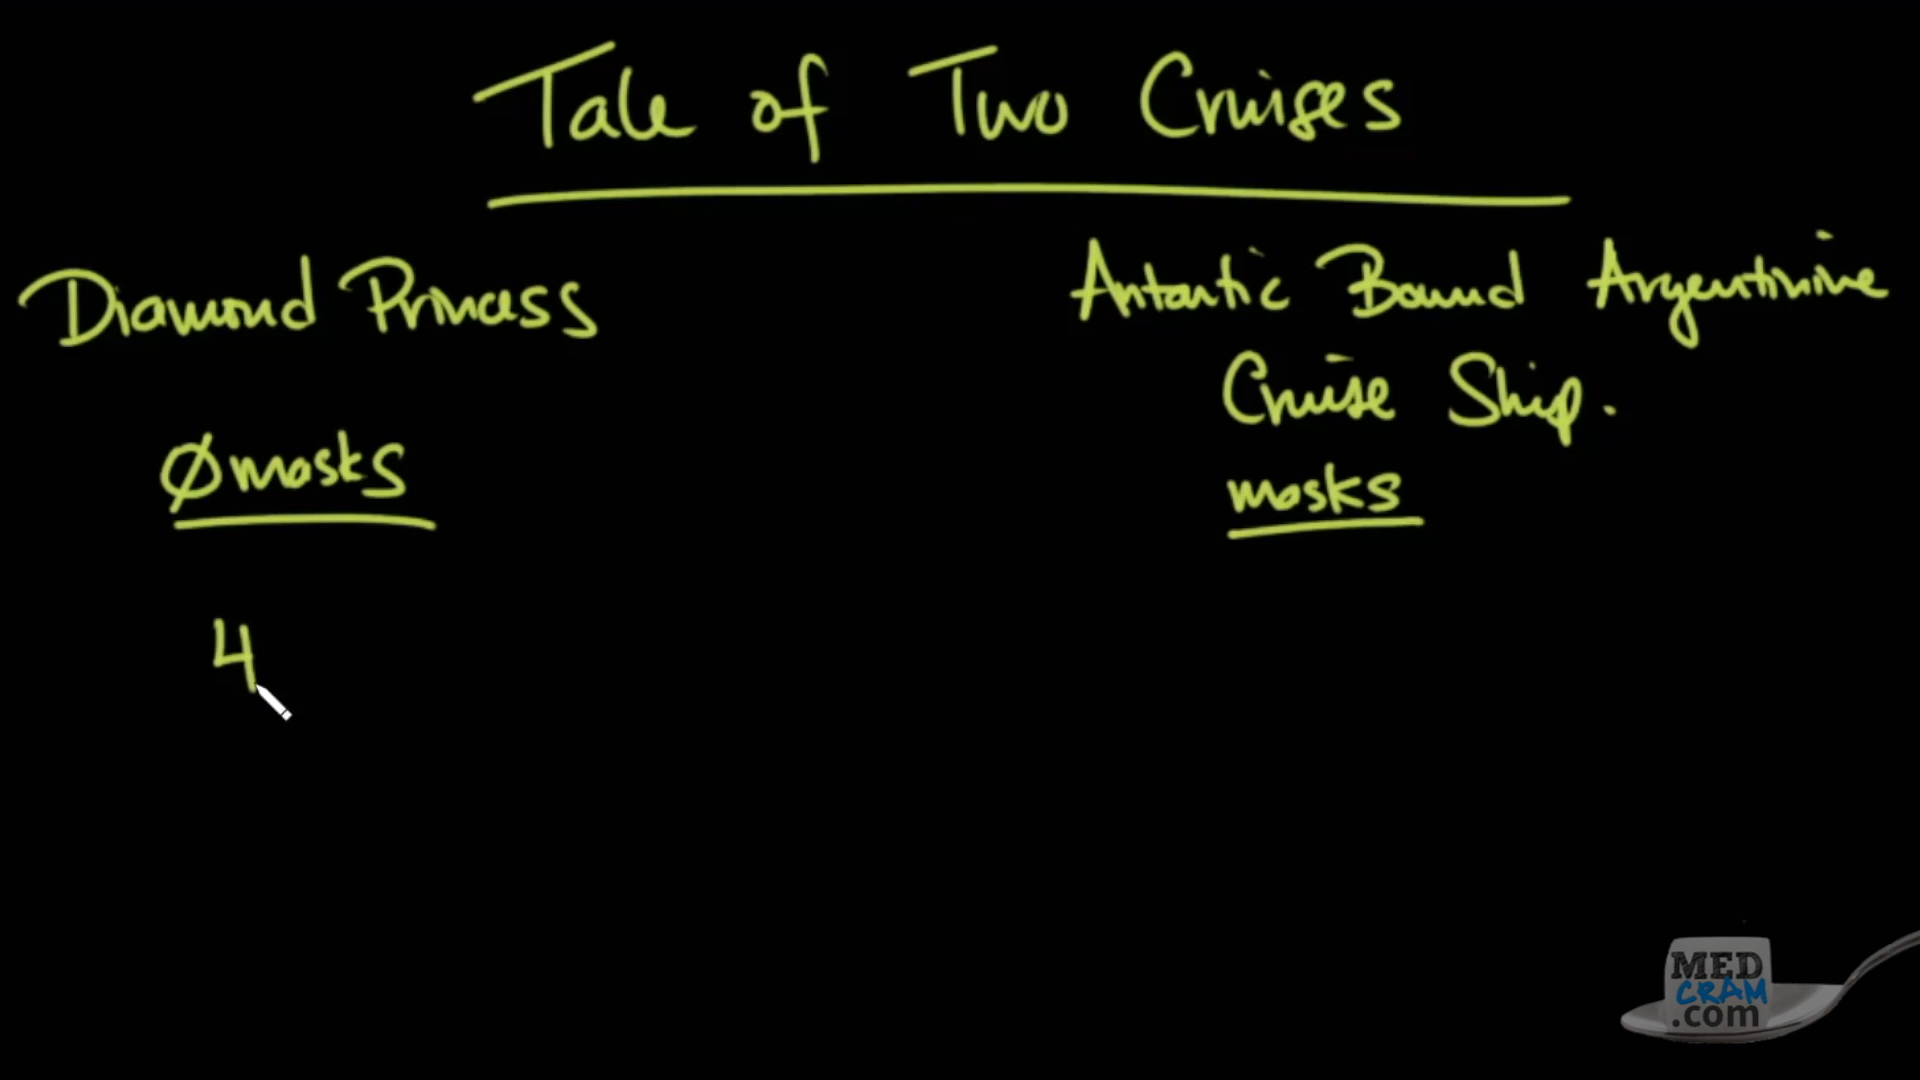 Tale of Two Cruises
Diamond Princess
Ømasks
4
Antartic Bound Argentinine
Cruise Ship.
masks
MED
CRAM
.com